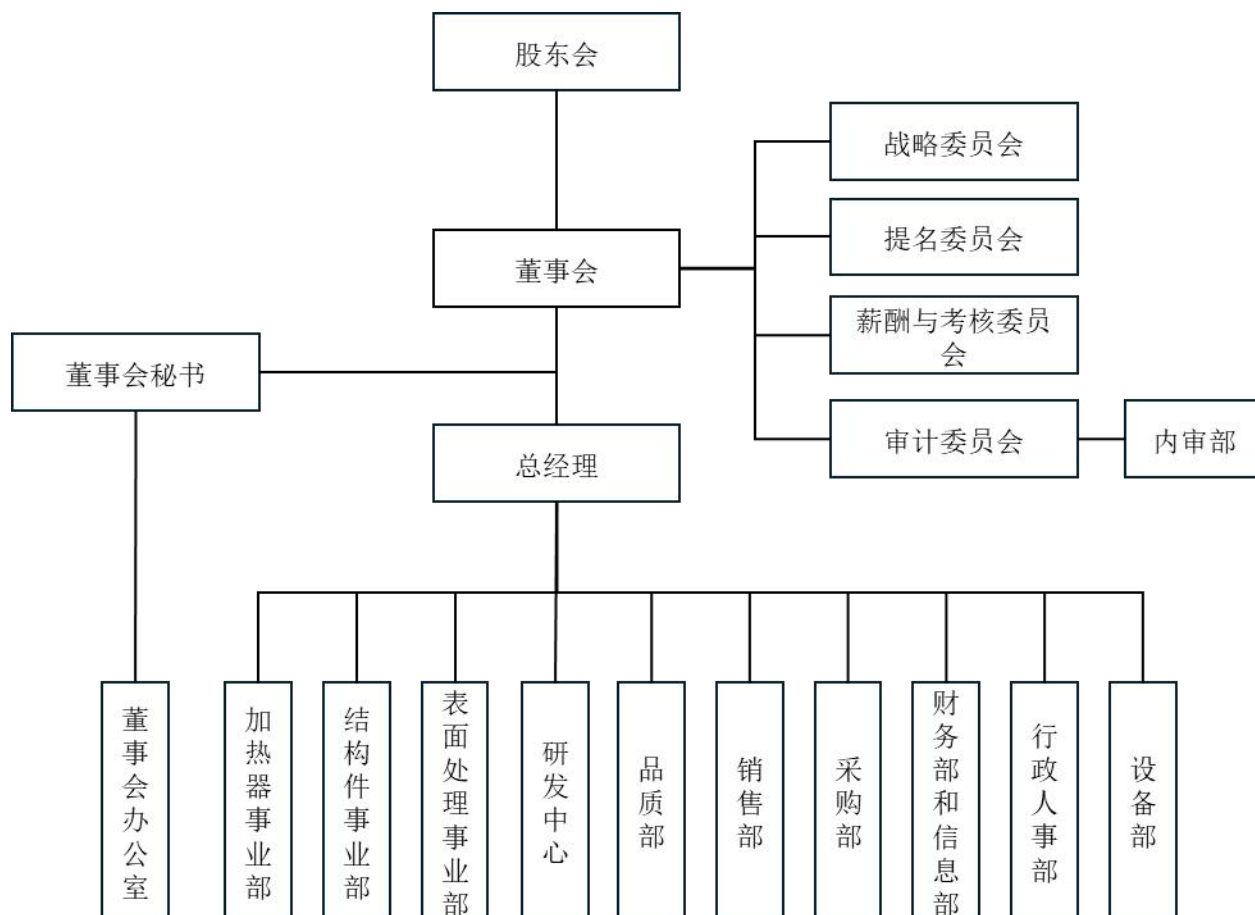 股东会
战略委员会
提名委员会
董事会
薪酬与考核委员
会
董事会秘书
审计委员会
内审部
总经理
董事会办公室
加热器事业部
结构件事业部
表面处理事业部
研发中心
品质部
销售部
采购部
财务部和信息部
行政人事部
设备部